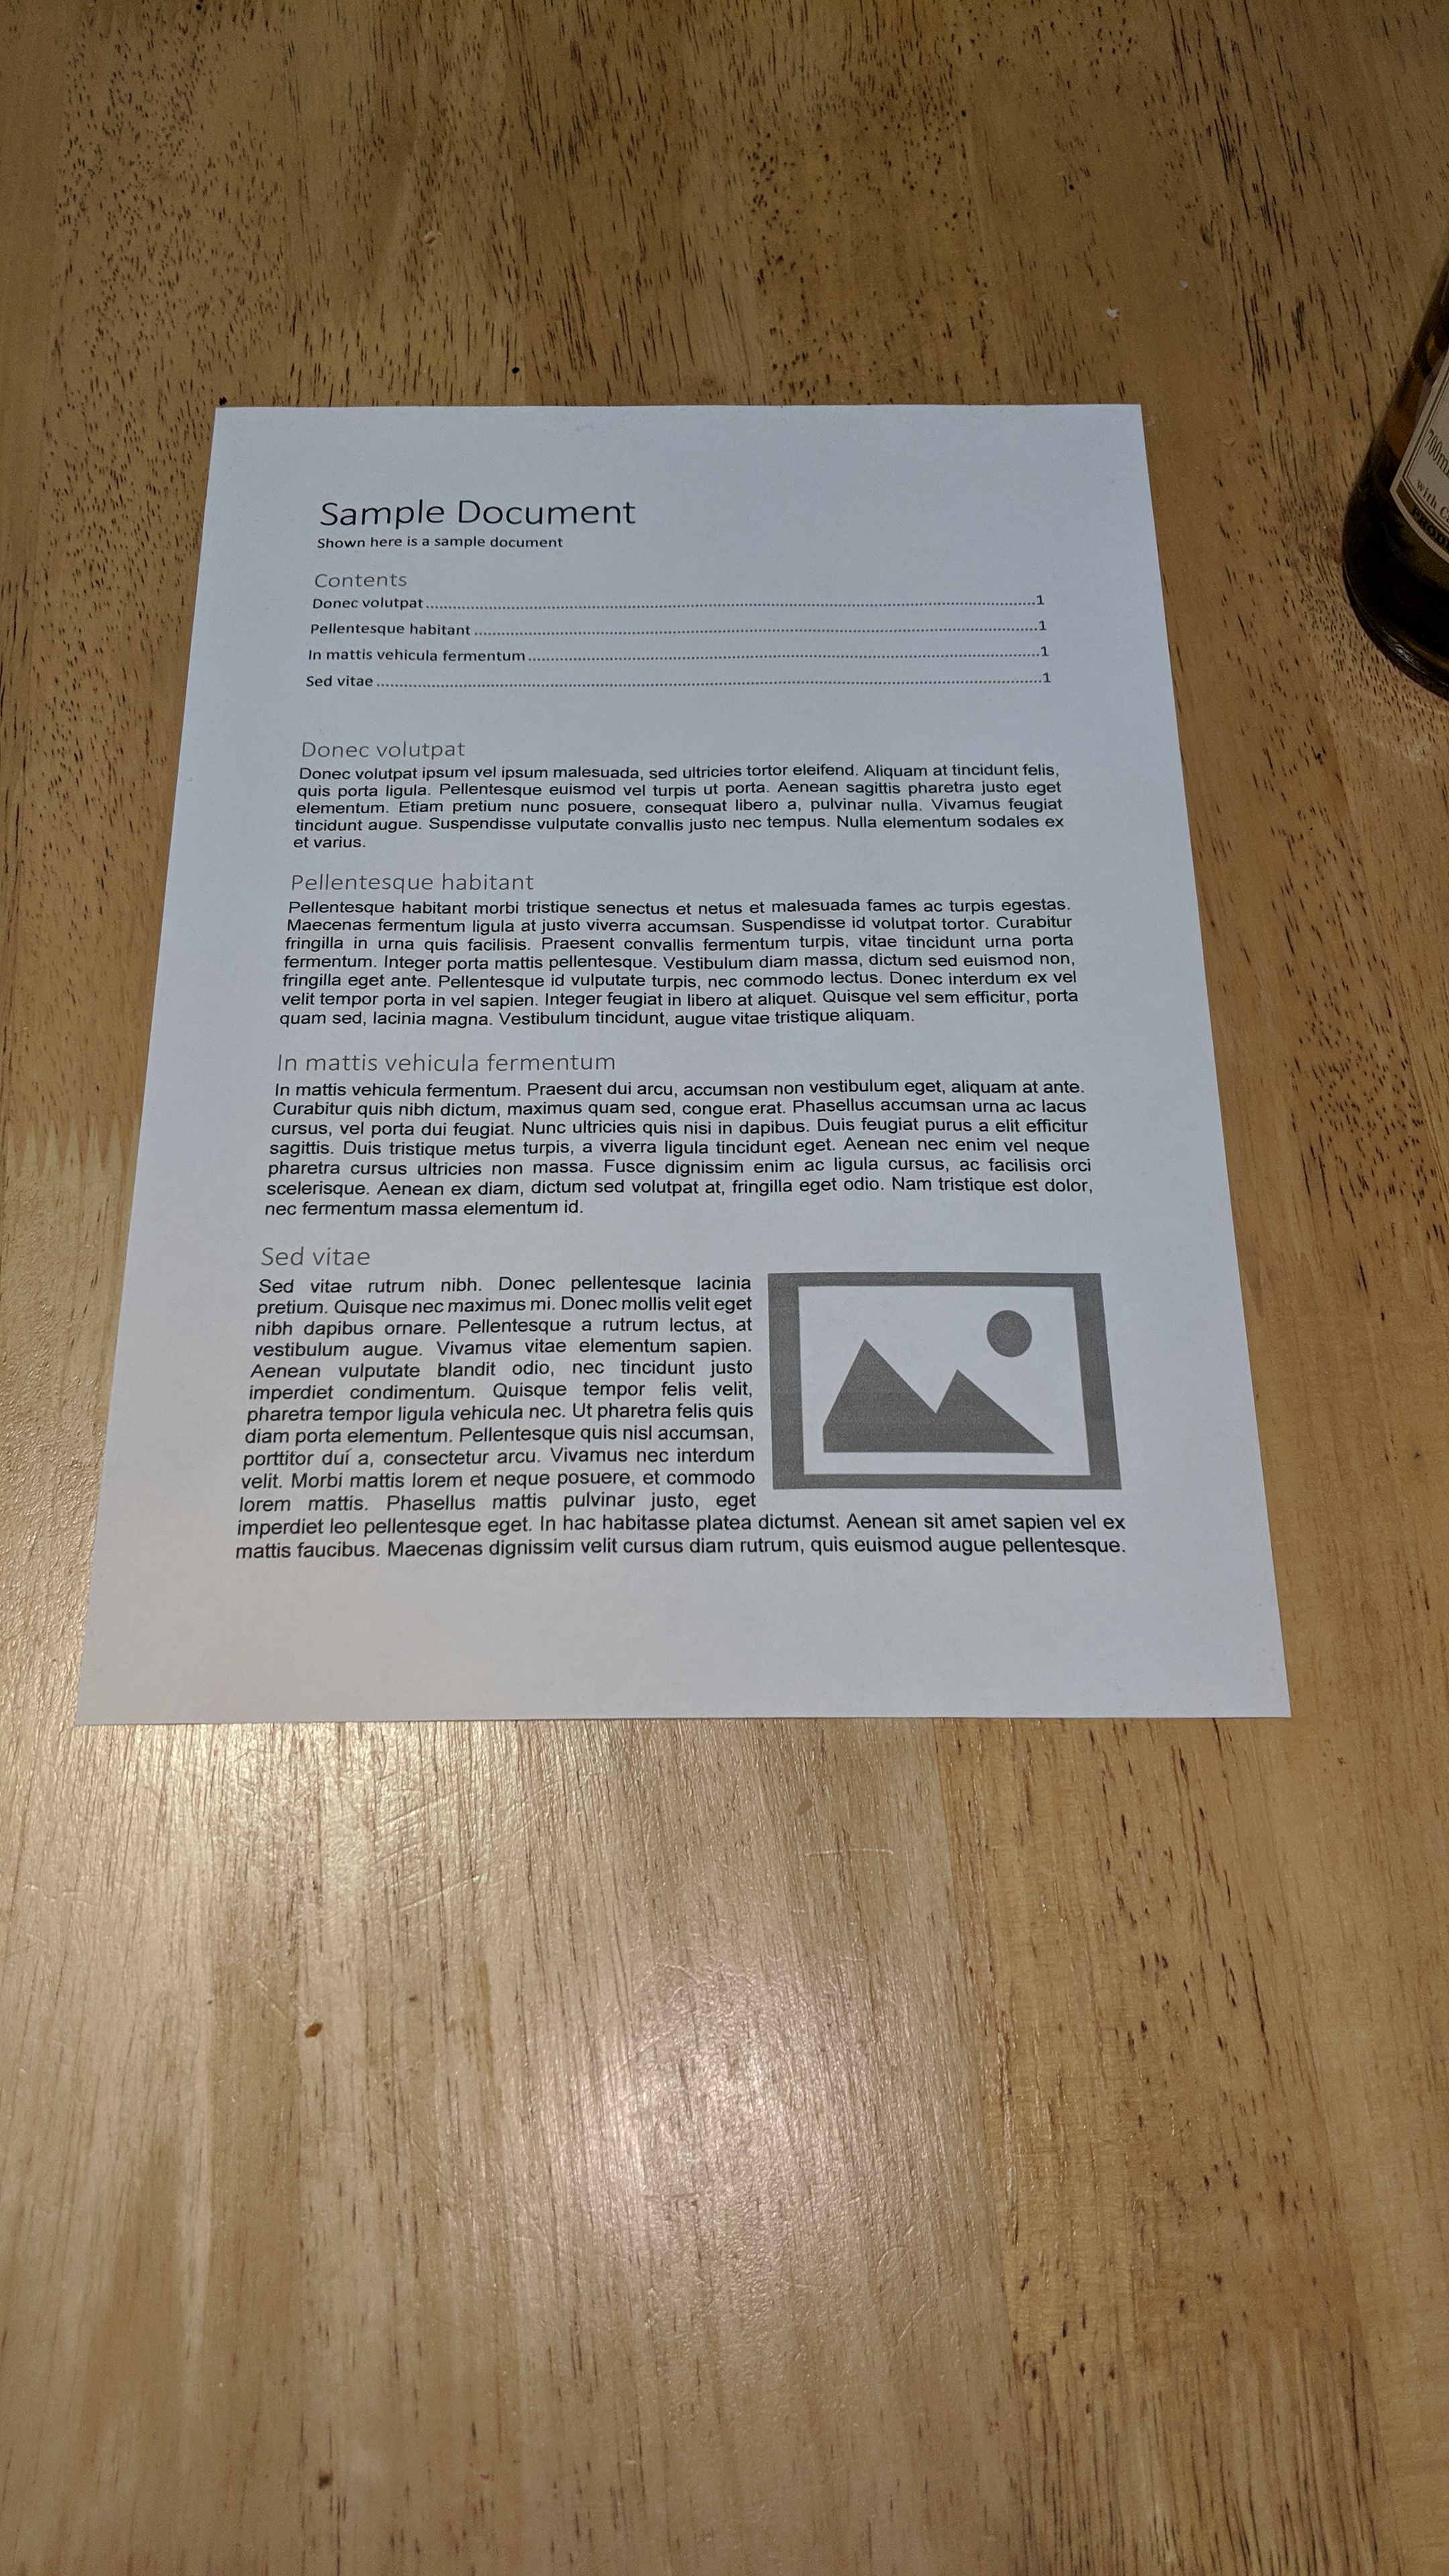 Sample Document
Shown here is a sample document
Contents
Donec volutpat........................................1
Pellentesque habitant........................................1
In mattis vehicula fermentum........................................1
Sed vitae........................................1
Donec volutpat
Donec volutpat ipsum vel ipsum malesuada, sed ultricies tortor eleifend. Aliquam at tincidunt felis,
quis porta ligula. Pellentesque euismod vel turpis ut porta. Aenean sagittis pharetra justo eget
elementum. Etiam pretium nunc posuere, consequat libero a, pulvinar nulla. Vivamus feugiat
tincidunt augue. Suspendisse vulputate convallis justo nec tempus. Nulla elementum sodales ex
et varius.
Pellentesque habitant
Pellentesque habitant morbi tristique senectus et netus et malesuada fames ac turpis egestas.
Maecenas fermentum ligula at justo viverra accumsan. Suspendisse id volutpat tortor. Curabitur
fringilla in urna quis facilisis. Praesent convallis fermentum turpis, vitae tincidunt urna porta
fermentum. Integer porta mattis pellentesque. Vestibulum diam massa, dictum sed euismod non,
fringilla eget ante. Pellentesque id vulputate turpis, nec commodo lectus. Donec interdum ex vel
velit tempor porta in vel sapien. Integer feugiat in libero at aliquet. Quisque vel sem efficitur, porta
quam sed, lacinia magna. Vestibulum tincidunt, augue vitae tristique aliquam.
In mattis vehicula fermentum
In mattis vehicula fermentum. Praesent dui arcu, accumsan non vestibulum eget, aliquam at ante.
Curabitur quis nibh dictum, maximus quam sed, congue erat. Phasellus accumsan urna ac lacus
cursus, vel porta dui feugiat. Nunc ultricies quis nisi in dapibus. Duis feugiat purus a elit efficitur
sagittis. Duis tristique metus turpis, a viverra ligula tincidunt eget. Aenean nec enim vel neque
pharetra cursus ultricies non massa. Fusce dignissim enim ac ligula cursus, ac facilisis orci
scelerisque. Aenean ex diam, dictum sed volutpat at, fringilla eget odio. Nam tristique est dolor,
nec fermentum massa elementum id.
Sed vitae
Sed vitae rutrum nibh. Donec pellentesque lacinia
pretium. Quisque nec maximus mi. Donec mollis velit eget
nibh dapibus ornare. Pellentesque a rutrum lectus, at
vestibulum augue. Vivamus vitae elementum sapien.
Aenean vulputate blandit odio, nec tincidunt justo
imperdiet condimentum. Quisque tempor felis velit,
pharetra tempor ligula vehicula nec. Ut pharetra felis quis
diam porta elementum. Pellentesque quis nisl accumsan,
porttitor dui a, consectetur arcu. Vivamus nec interdum
velit. Morbi mattis lorem et neque posuere, et commodo
lorem mattis. Phasellus mattis pulvinar justo, eget
imperdiet leo pellentesque eget. In hac habitasse platea dictumst. Aenean sit amet sapien vel ex
mattis faucibus. Maecenas dignissim velit cursus diam rutrum, quis euismod augue pellentesque.
700m
with